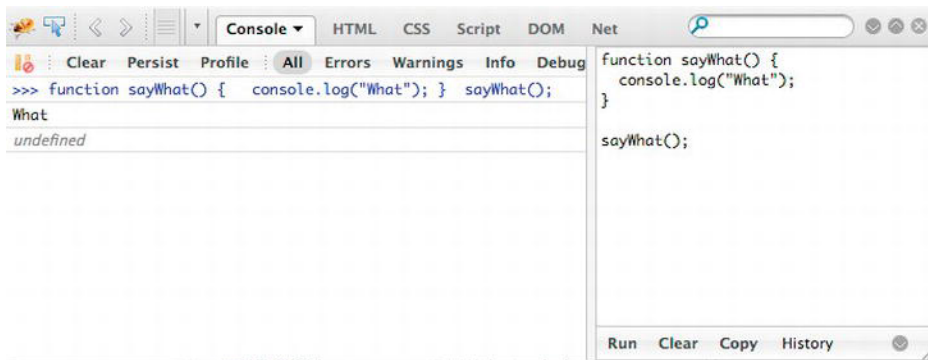 Console HTML CSS Script DOM Net
Clear Persist Profile All Errors Warnings Info Debug
>>> function sayWhat() {   console.log("What"); }  sayWhat();
What
undefined
function sayWhat() {
  console.log("What");
}
sayWhat();
Run Clear Copy History